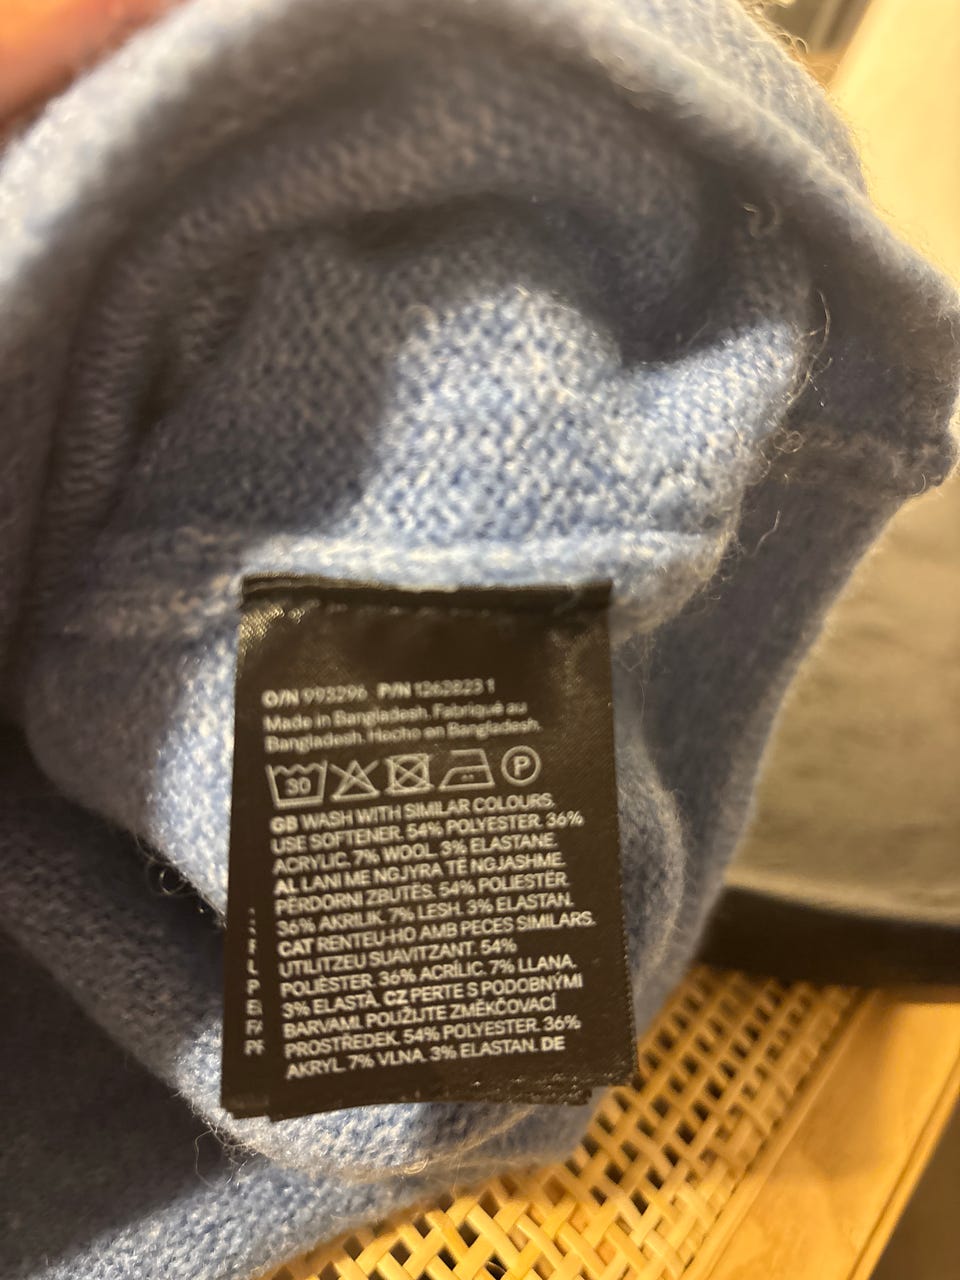 O/N 993296 P/N 1262823 1
Made in Bangladesh. Fabriqué au
Bangladesh. Hecho en Bangladesh.
30 P
GB WASH WITH SIMILAR COLOURS.
USE SOFTENER. 54% POLYESTER. 36%
ACRYLIC. 7% WOOL. 3% ELASTANE.
AL LANI ME NGJYRA TË NGJASHME.
PËRDORNI ZBUTËS. 54% POLIESTËR.
36% AKRILIK. 7% LESH. 3% ELASTAN.
CAT RENTEU-HO AMB PECES SIMILARS.
UTILITZEU SUAVITZANT. 54%
POLIÈSTER. 36% ACRÍLIC. 7% LLANA.
3% ELASTÀ. CZ PERTE S PODOBNÝMI
BARVAMI. POUŽIJTE ZMĚKČOVACÍ
PROSTŘEDEK. 54% POLYESTER. 36%
AKRYL. 7% VLNA. 3% ELASTAN. DE